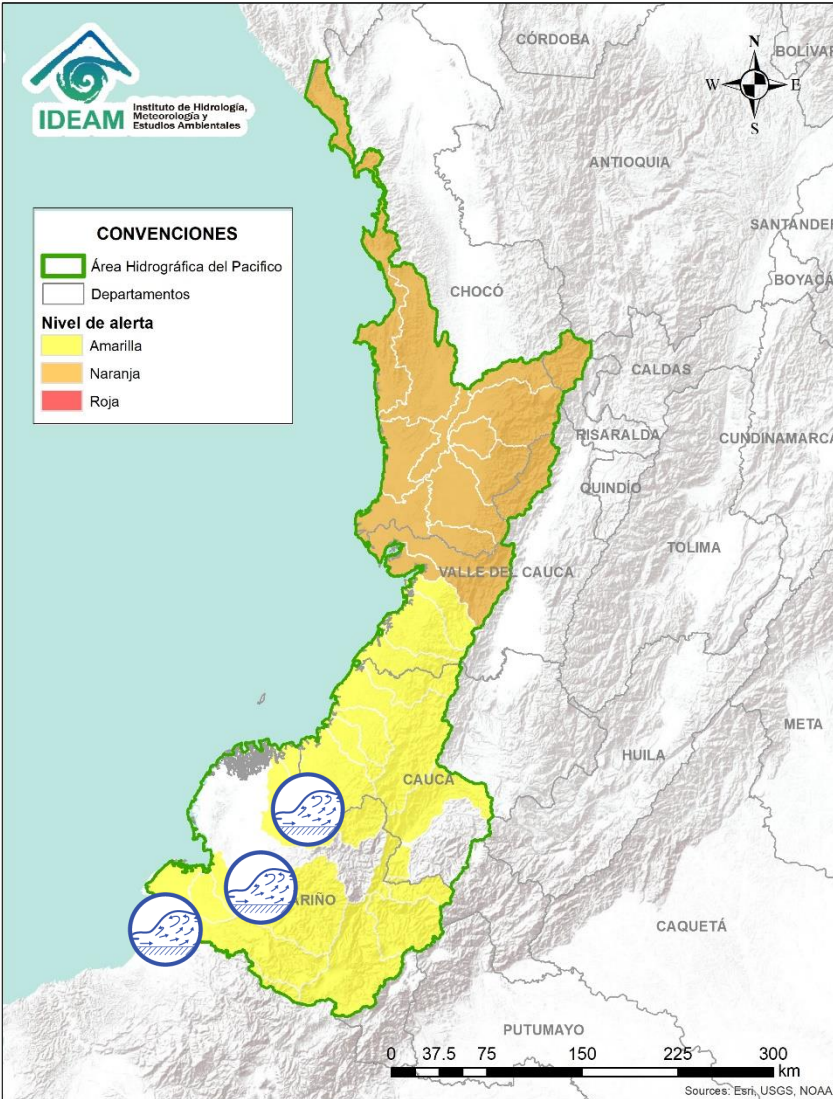 IDEAM
Instituto de Hidrología,
Meteorología y
Estudios Ambientales
CÓRDOBA
BOLÍVAR
N
W
E
S
ANTIOQUIA
SANTANDER
BOYACÁ
CONVENCIONES
Área Hidrográfica del Pacifico
Departamentos
Nivel de alerta
Amarilla
Naranja
Roja
CHOCÓ
CALDAS
RISARALDA
CUNDINAMARCA
QUINDÍO
TOLIMA
VALLE DEL CAUCA
META
HUILA
CAUCA
ARIÑO
CAQUETÁ
PUTUMAYO
0 37.5 75 150 225 300
km
Sources: Esri, USGS, NOAA